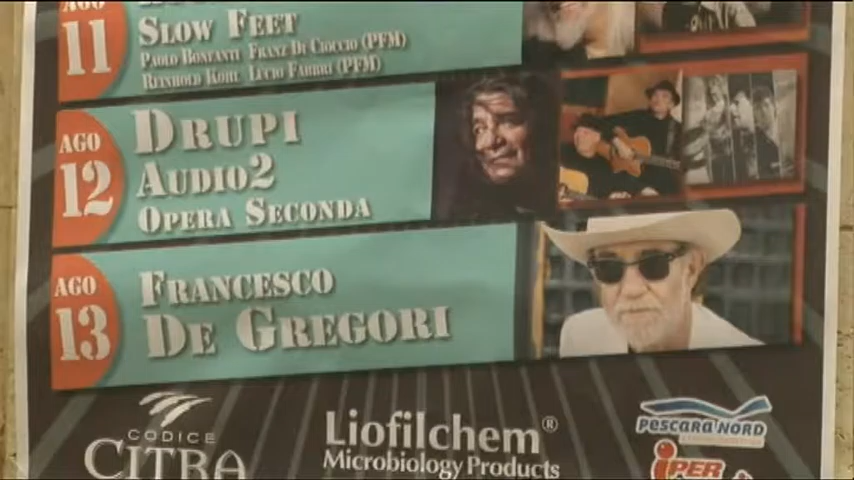 AGO
11
SLOW FEET
PAOLO BONFANTI FRANZ DI CIOCCIO (PFM)
REINHOLD KOHL LUCIO FABBRI (PFM)
AGO
12
DRUPI
AUDIO2
OPERA SECONDA
AGO
13
FRANCESCO
DE GREGORI
CODICE
CITRA
Liofilchem®
Microbiology Products
PESCARA NORD
IPER